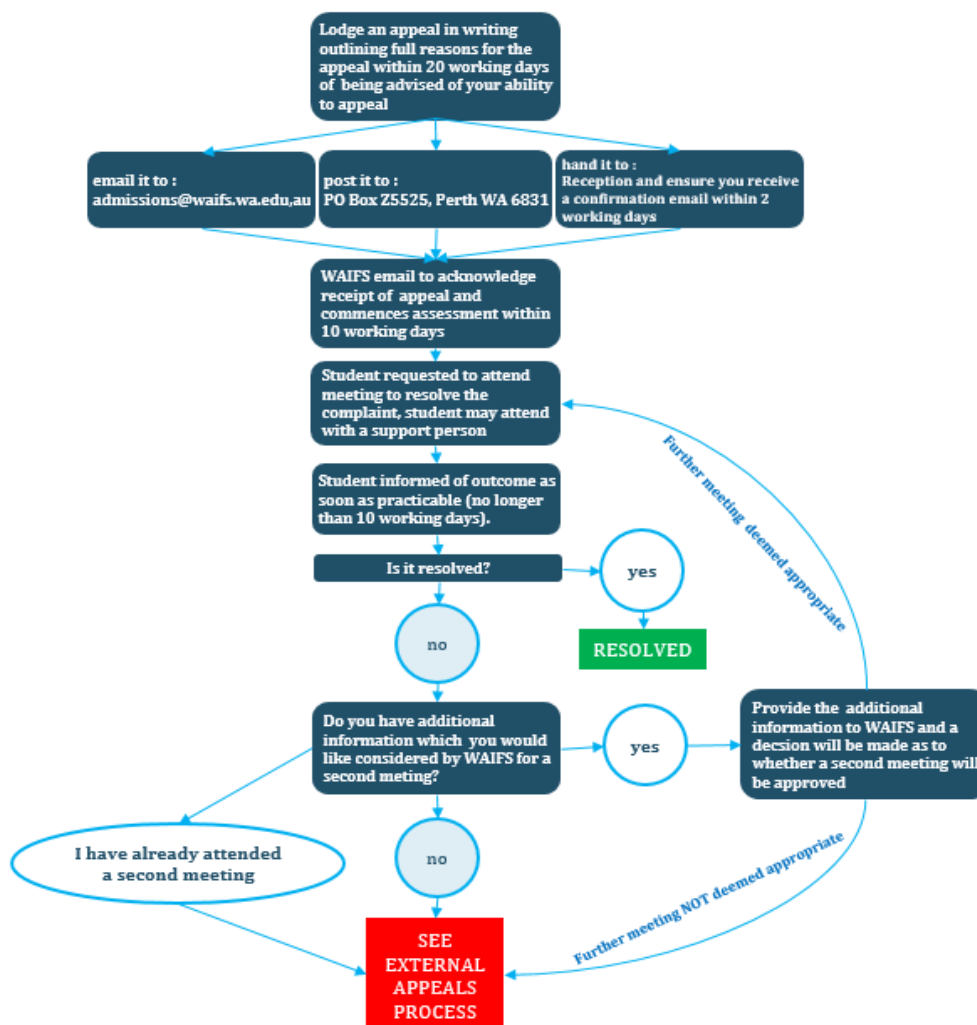 Lodge an appeal in writing
outlining full reasons for the
appeal within 20 working days
of being advised of your ability
to appeal
email it to :
admissions@waifs.wa.edu,au
post it to :
PO Box Z5525, Perth WA 6831
hand it to :
Reception and ensure you receive
a confirmation email within 2
working days
WAIFS email to acknowledge
receipt of appeal and
commences assessment within
10 working days
Student requested to attend
meeting to resolve the
complaint, student may attend
with a support person
Student informed of outcome as
soon as practicable (no longer
than 10 working days).
Is it resolved?
yes
RESOLVED
no
Further meeting deemed appropriate
Do you have additional
information which you would
like considered by WAIFS for a
second meting?
yes
Provide the additional
information to WAIFS and a
decsion will be made as to
whether a second meeting will
be approved
I have already attended
a second meeting
no
Further meeting NOT deemed appropriate
SEE
EXTERNAL
APPEALS
PROCESS